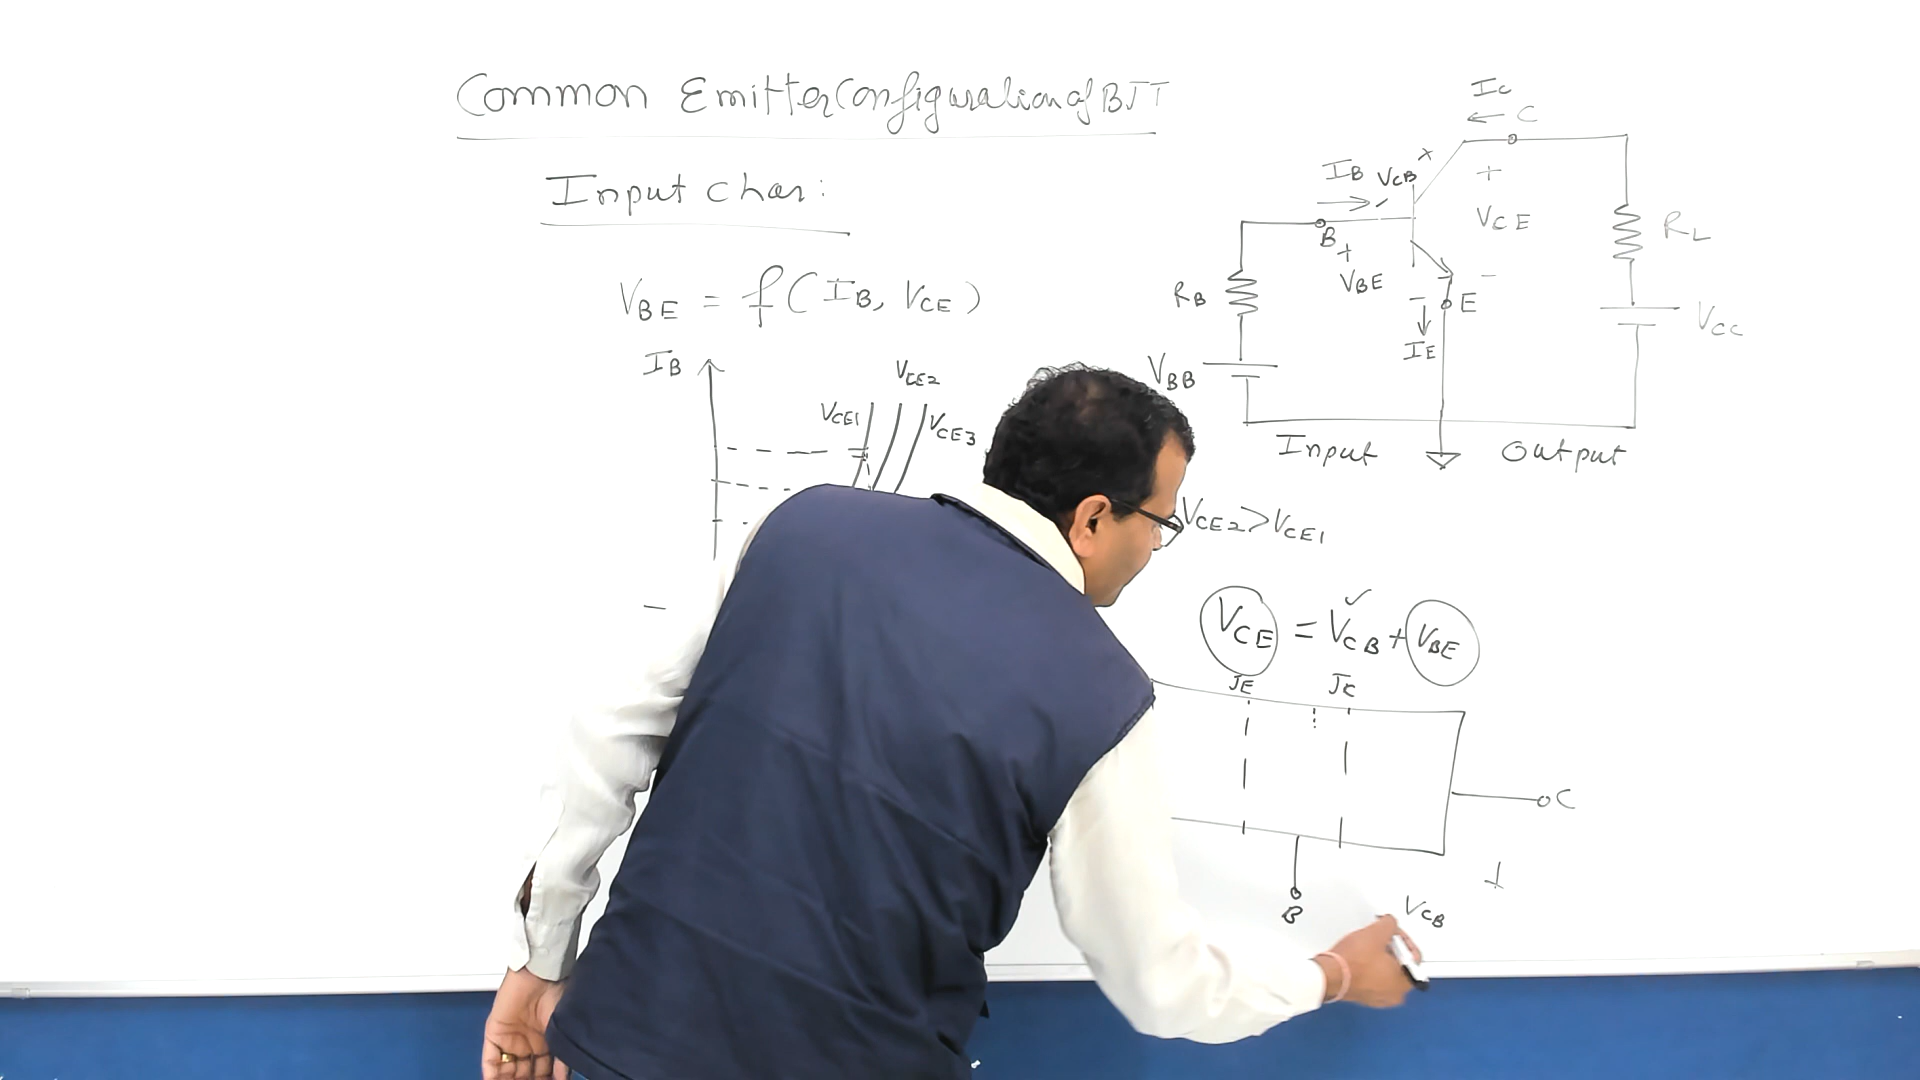 Common Emitter Configuration of BJT
Input char:
VBE = f(IB, VCE)
IB
VCE1
VCE2
VCE3
IC
C
IB
VCB
+
B
+
VBE
-
+
VCE
-
E
IE
RB
VBB
RL
VCC
Input
Output
VCE2>VCE1
VCE = VCB+VBE
JE
JC
C
B
+
VCB